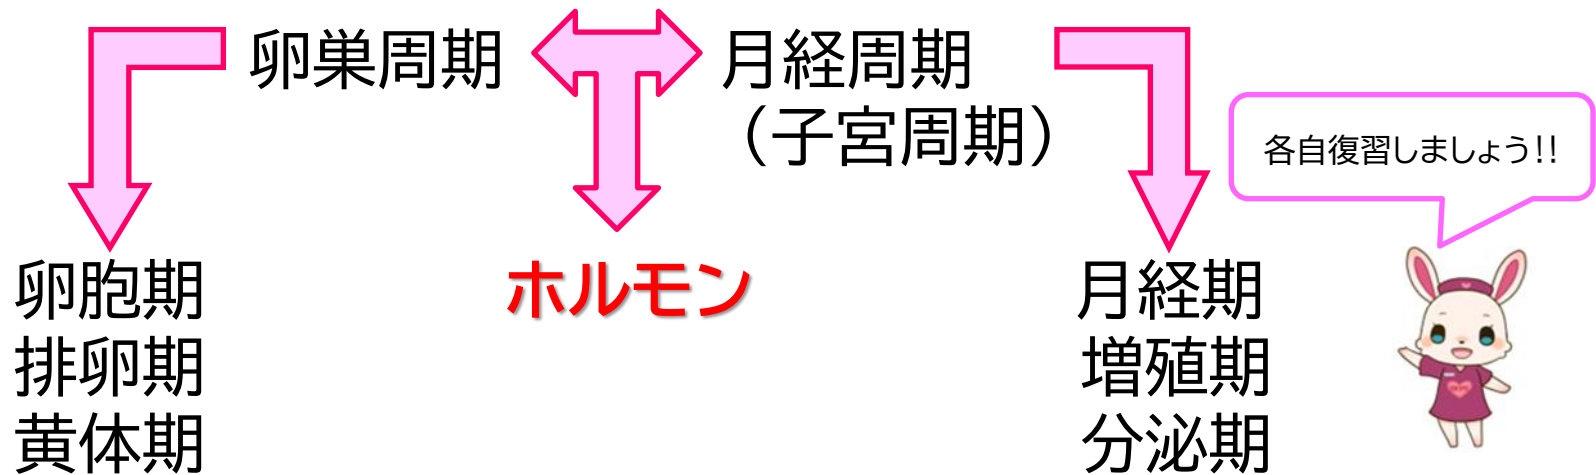 卵巣周期
月経周期
（子宮周期）
各自復習しましょう!!
卵胞期
排卵期
黄体期
ホルモン
月経期
増殖期
分泌期